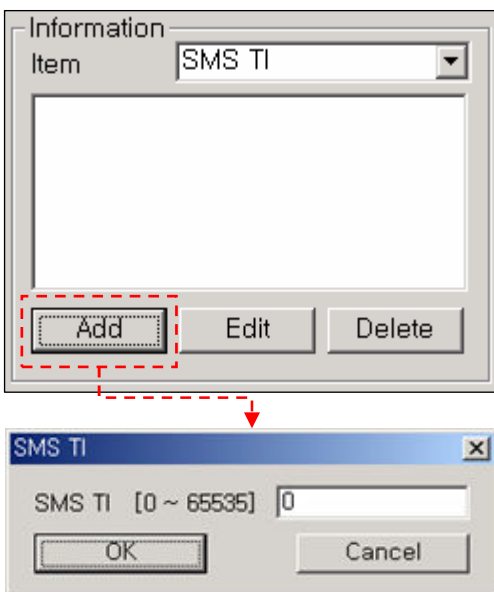 Information
Item SMS TI
Add Edit Delete
SMS TI
SMS TI [0 ~ 65535] 0
OK Cancel